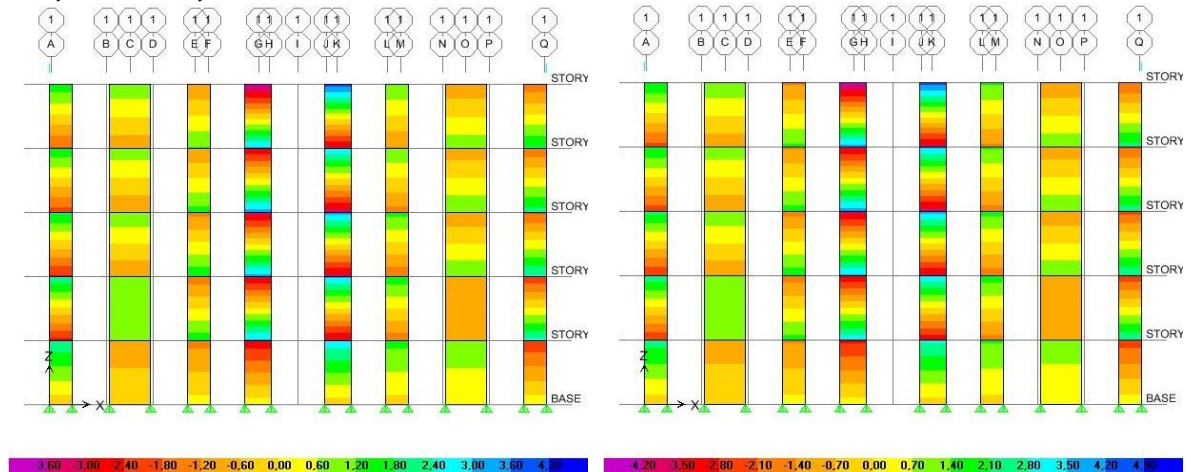 1 1 1 1 1 1 1 1 1 1 1 1 1 1 1 1 1
A B C D E F G H I J K L M N O P Q
STORY
STORY
STORY
STORY
STORY
Z
X
BASE
-3,60 -3,00 -2,40 -1,80 -1,20 -0,60 0,00 0,60 1,20 1,80 2,40 3,00 3,60 4,20
1 1 1 1 1 1 1 1 1 1 1 1 1 1 1 1 1
A B C D E F G H I J K L M N O P Q
STORY
STORY
STORY
STORY
STORY
Z
X
BASE
-4,20 -3,50 -2,80 -2,10 -1,40 -0,70 0,00 0,70 1,40 2,10 2,80 3,50 4,20 4,90